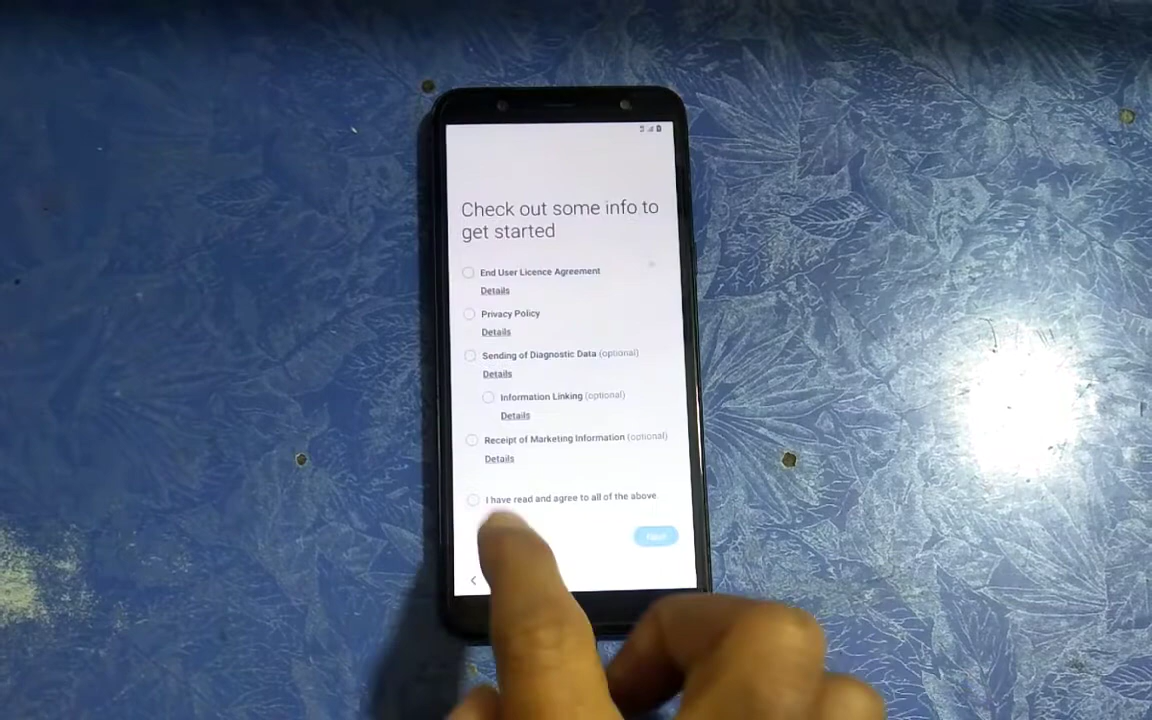 Check out some info to
get started
End User Licence Agreement
Details
Privacy Policy
Details
Sending of Diagnostic Data (optional)
Details
Information Linking (optional)
Details
Receipt of Marketing Information (optional)
Details
I have read and agree to all of the above
Next